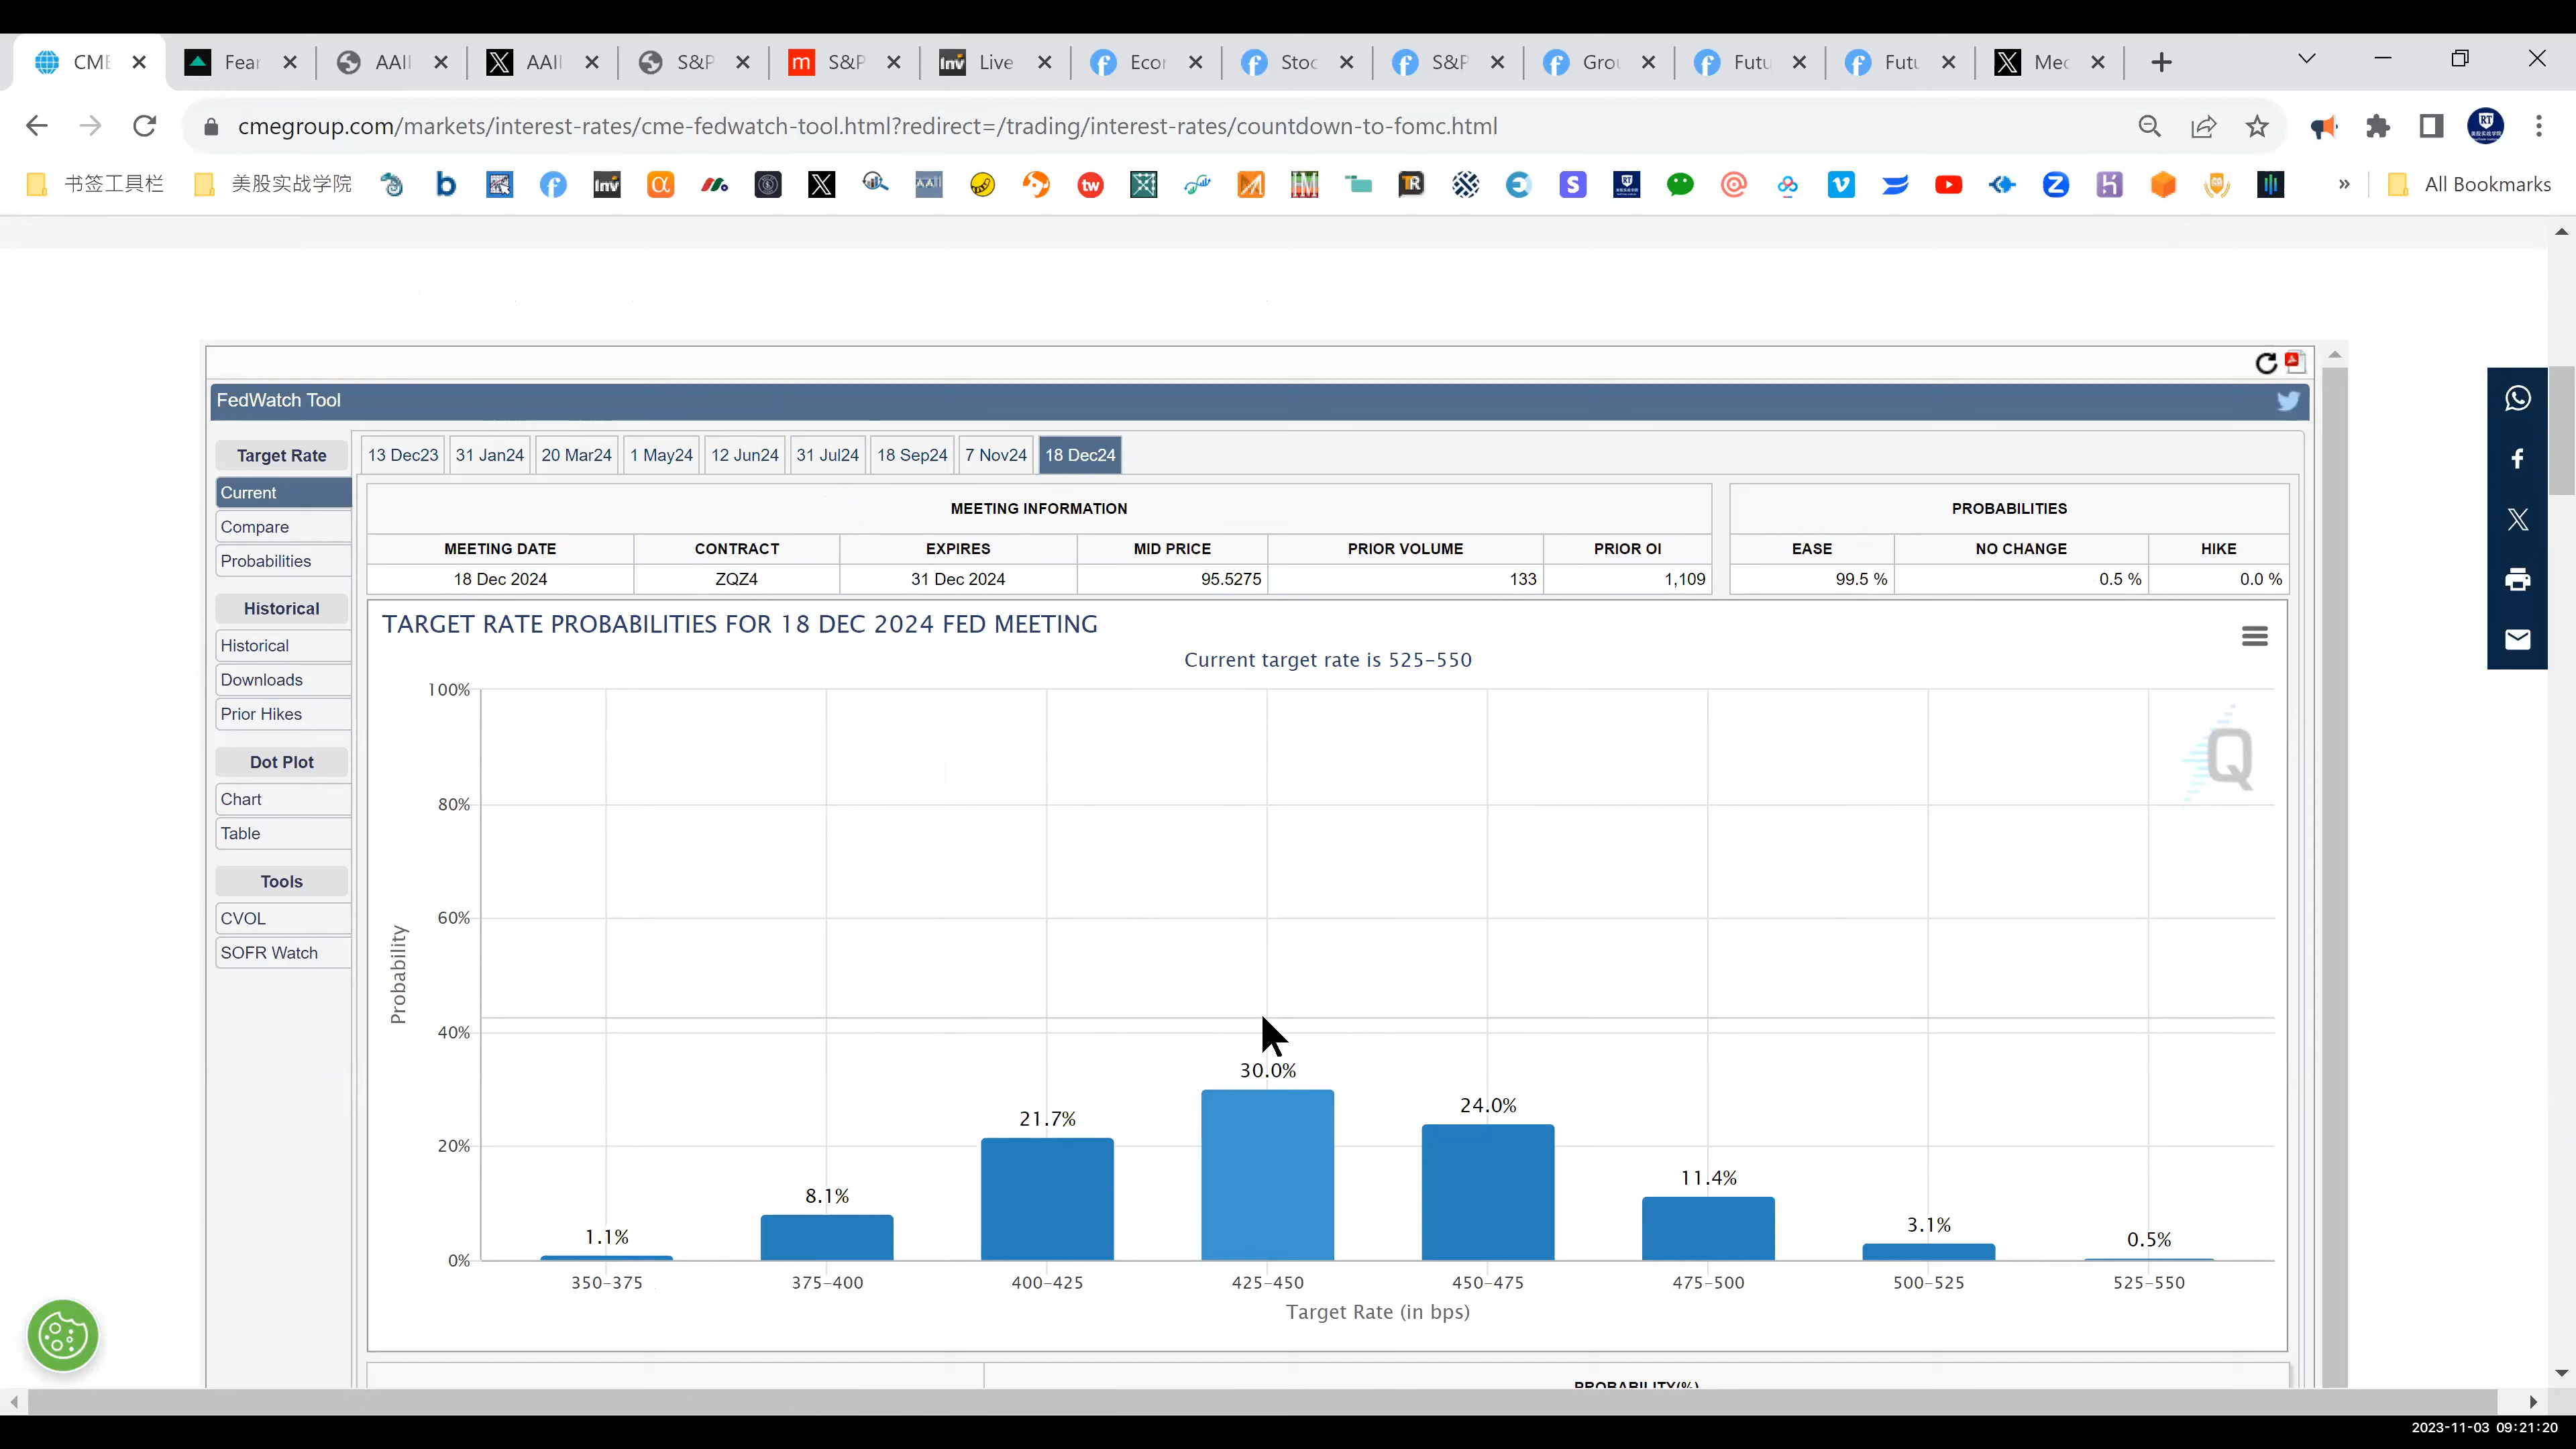 CME
Fear
AAII
AAII
S&P
S&P
Live
Econ
Stoc
S&P
Grou
Futu
Futu
Mec
cmegroup.com/markets/interest-rates/cme-fedwatch-tool.html?redirect=/trading/interest-rates/countdown-to-fomc.html
书签工具栏 美股实战学院 All Bookmarks
FedWatch Tool
Target Rate
Current
Compare
Probabilities
Historical
Historical
Downloads
Prior Hikes
Dot Plot
Chart
Table
Tools
CVOL
SOFR Watch
13 Dec23 31 Jan24 20 Mar24 1 May24 12 Jun24 31 Jul24 18 Sep24 7 Nov24 18 Dec24
MEETING INFORMATION
MEETING DATE CONTRACT EXPIRES MID PRICE PRIOR VOLUME PRIOR OI
18 Dec 2024 ZQZ4 31 Dec 2024 95.5275 133 1,109
PROBABILITIES
EASE NO CHANGE HIKE
99.5 % 0.5 % 0.0 %
TARGET RATE PROBABILITIES FOR 18 DEC 2024 FED MEETING
Current target rate is 525-550
Probability
100%
80%
60%
40%
20%
0%
1.1% 8.1% 21.7% 30.0% 24.0% 11.4% 3.1% 0.5%
350-375 375-400 400-425 425-450 450-475 475-500 500-525 525-550
Target Rate (in bps)
PROBABILITY(%)
2023-11-03 09:21:20